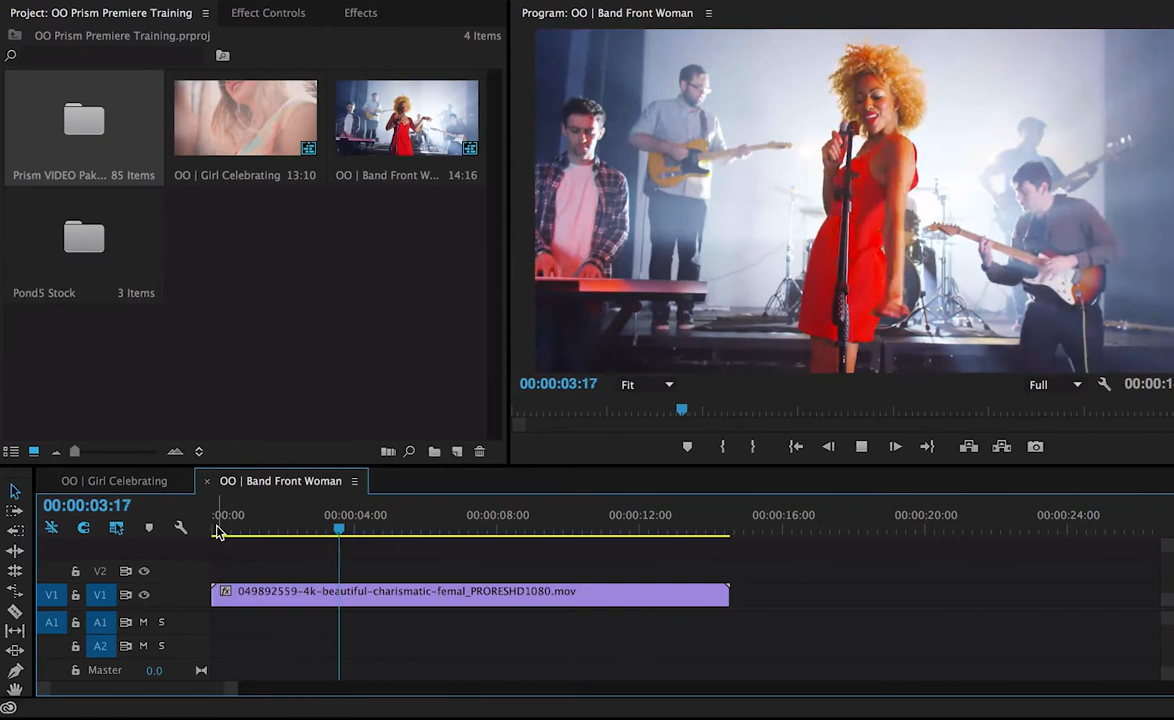 Project: OO Prism Premiere Training
Effect Controls
Effects
OO Prism Premiere Training.prproj
4 Items
Prism VIDEO Pak... 85 Items
OO | Girl Celebrating 13:10
OO | Band Front W... 14:16
Pond5 Stock 3 Items
Program: OO | Band Front Woman
00:00:03:17
Fit
Full
00:00:1
OO | Girl Celebrating
× OO | Band Front Woman
00:00:03:17
:00:00 00:00:04:00 00:00:08:00 00:00:12:00 00:00:16:00 00:00:20:00 00:00:24:00
V2
V1 V1
fx 049892559-4k-beautiful-charismatic-femal_PRORESHD1080.mov
A1 A1 M S
A2 M S
Master 0.0